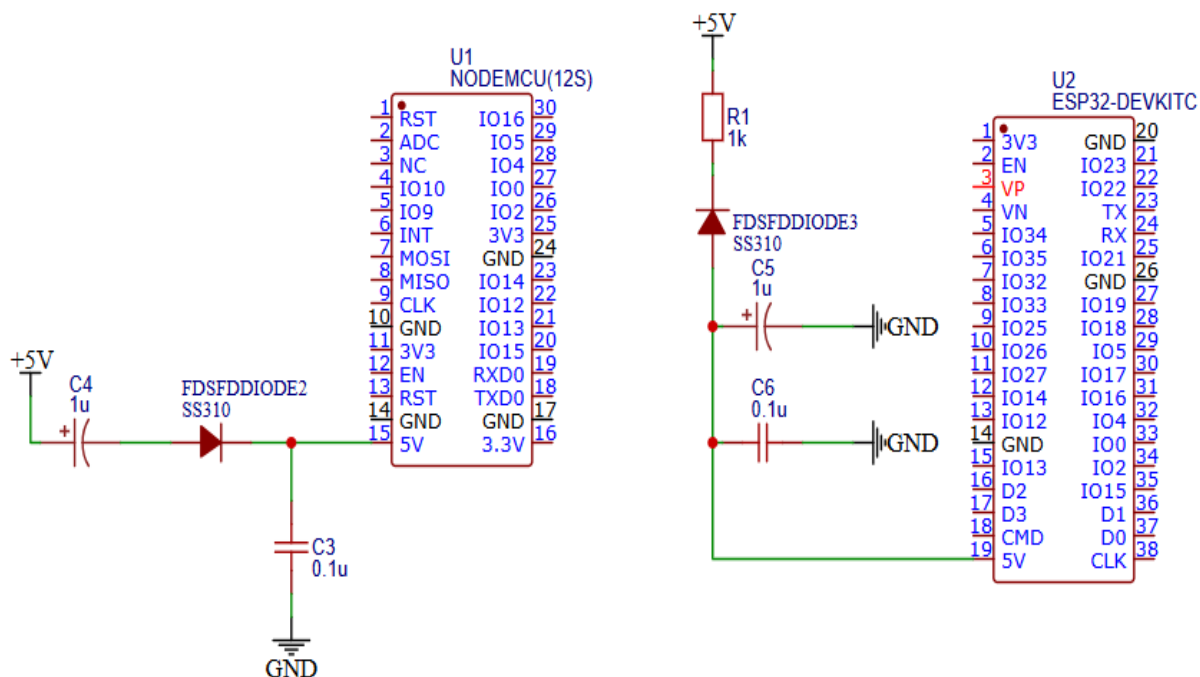 U1
NODEMCU(12S)
1 RST IO16 30
2 ADC IO5 29
3 NC IO4 28
4 IO10 IO0 27
5 IO9 IO2 26
6 INT 3V3 25
7 MOSI GND 24
8 MISO IO14 23
9 CLK IO12 22
10 GND IO13 21
11 3V3 IO15 20
12 EN RXD0 19
13 RST TXD0 18
14 GND GND 17
15 5V 3.3V 16
+5V
C4
1u
+
FDSFDDIODE2
SS310
C3
0.1u
GND
+5V
R1
1k
FDSFDDIODE3
SS310
C5
1u
+
GND
C6
0.1u
GND
U2
ESP32-DEVKITC
1 3V3 GND 20
2 EN IO23 21
3 VP IO22 22
4 VN TX 23
5 IO34 RX 24
6 IO35 IO21 25
7 IO32 GND 26
8 IO33 IO19 27
9 IO25 IO18 28
10 IO26 IO5 29
11 IO27 IO17 30
12 IO14 IO16 31
13 IO12 IO4 32
14 GND IO0 33
15 IO13 IO2 34
16 D2 IO15 35
17 D3 D1 36
18 CMD D0 37
19 5V CLK 38